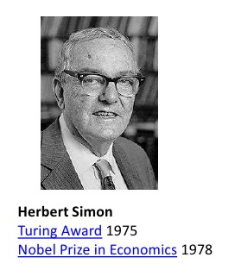 Herbert Simon
Turing Award 1975
Nobel Prize in Economics 1978